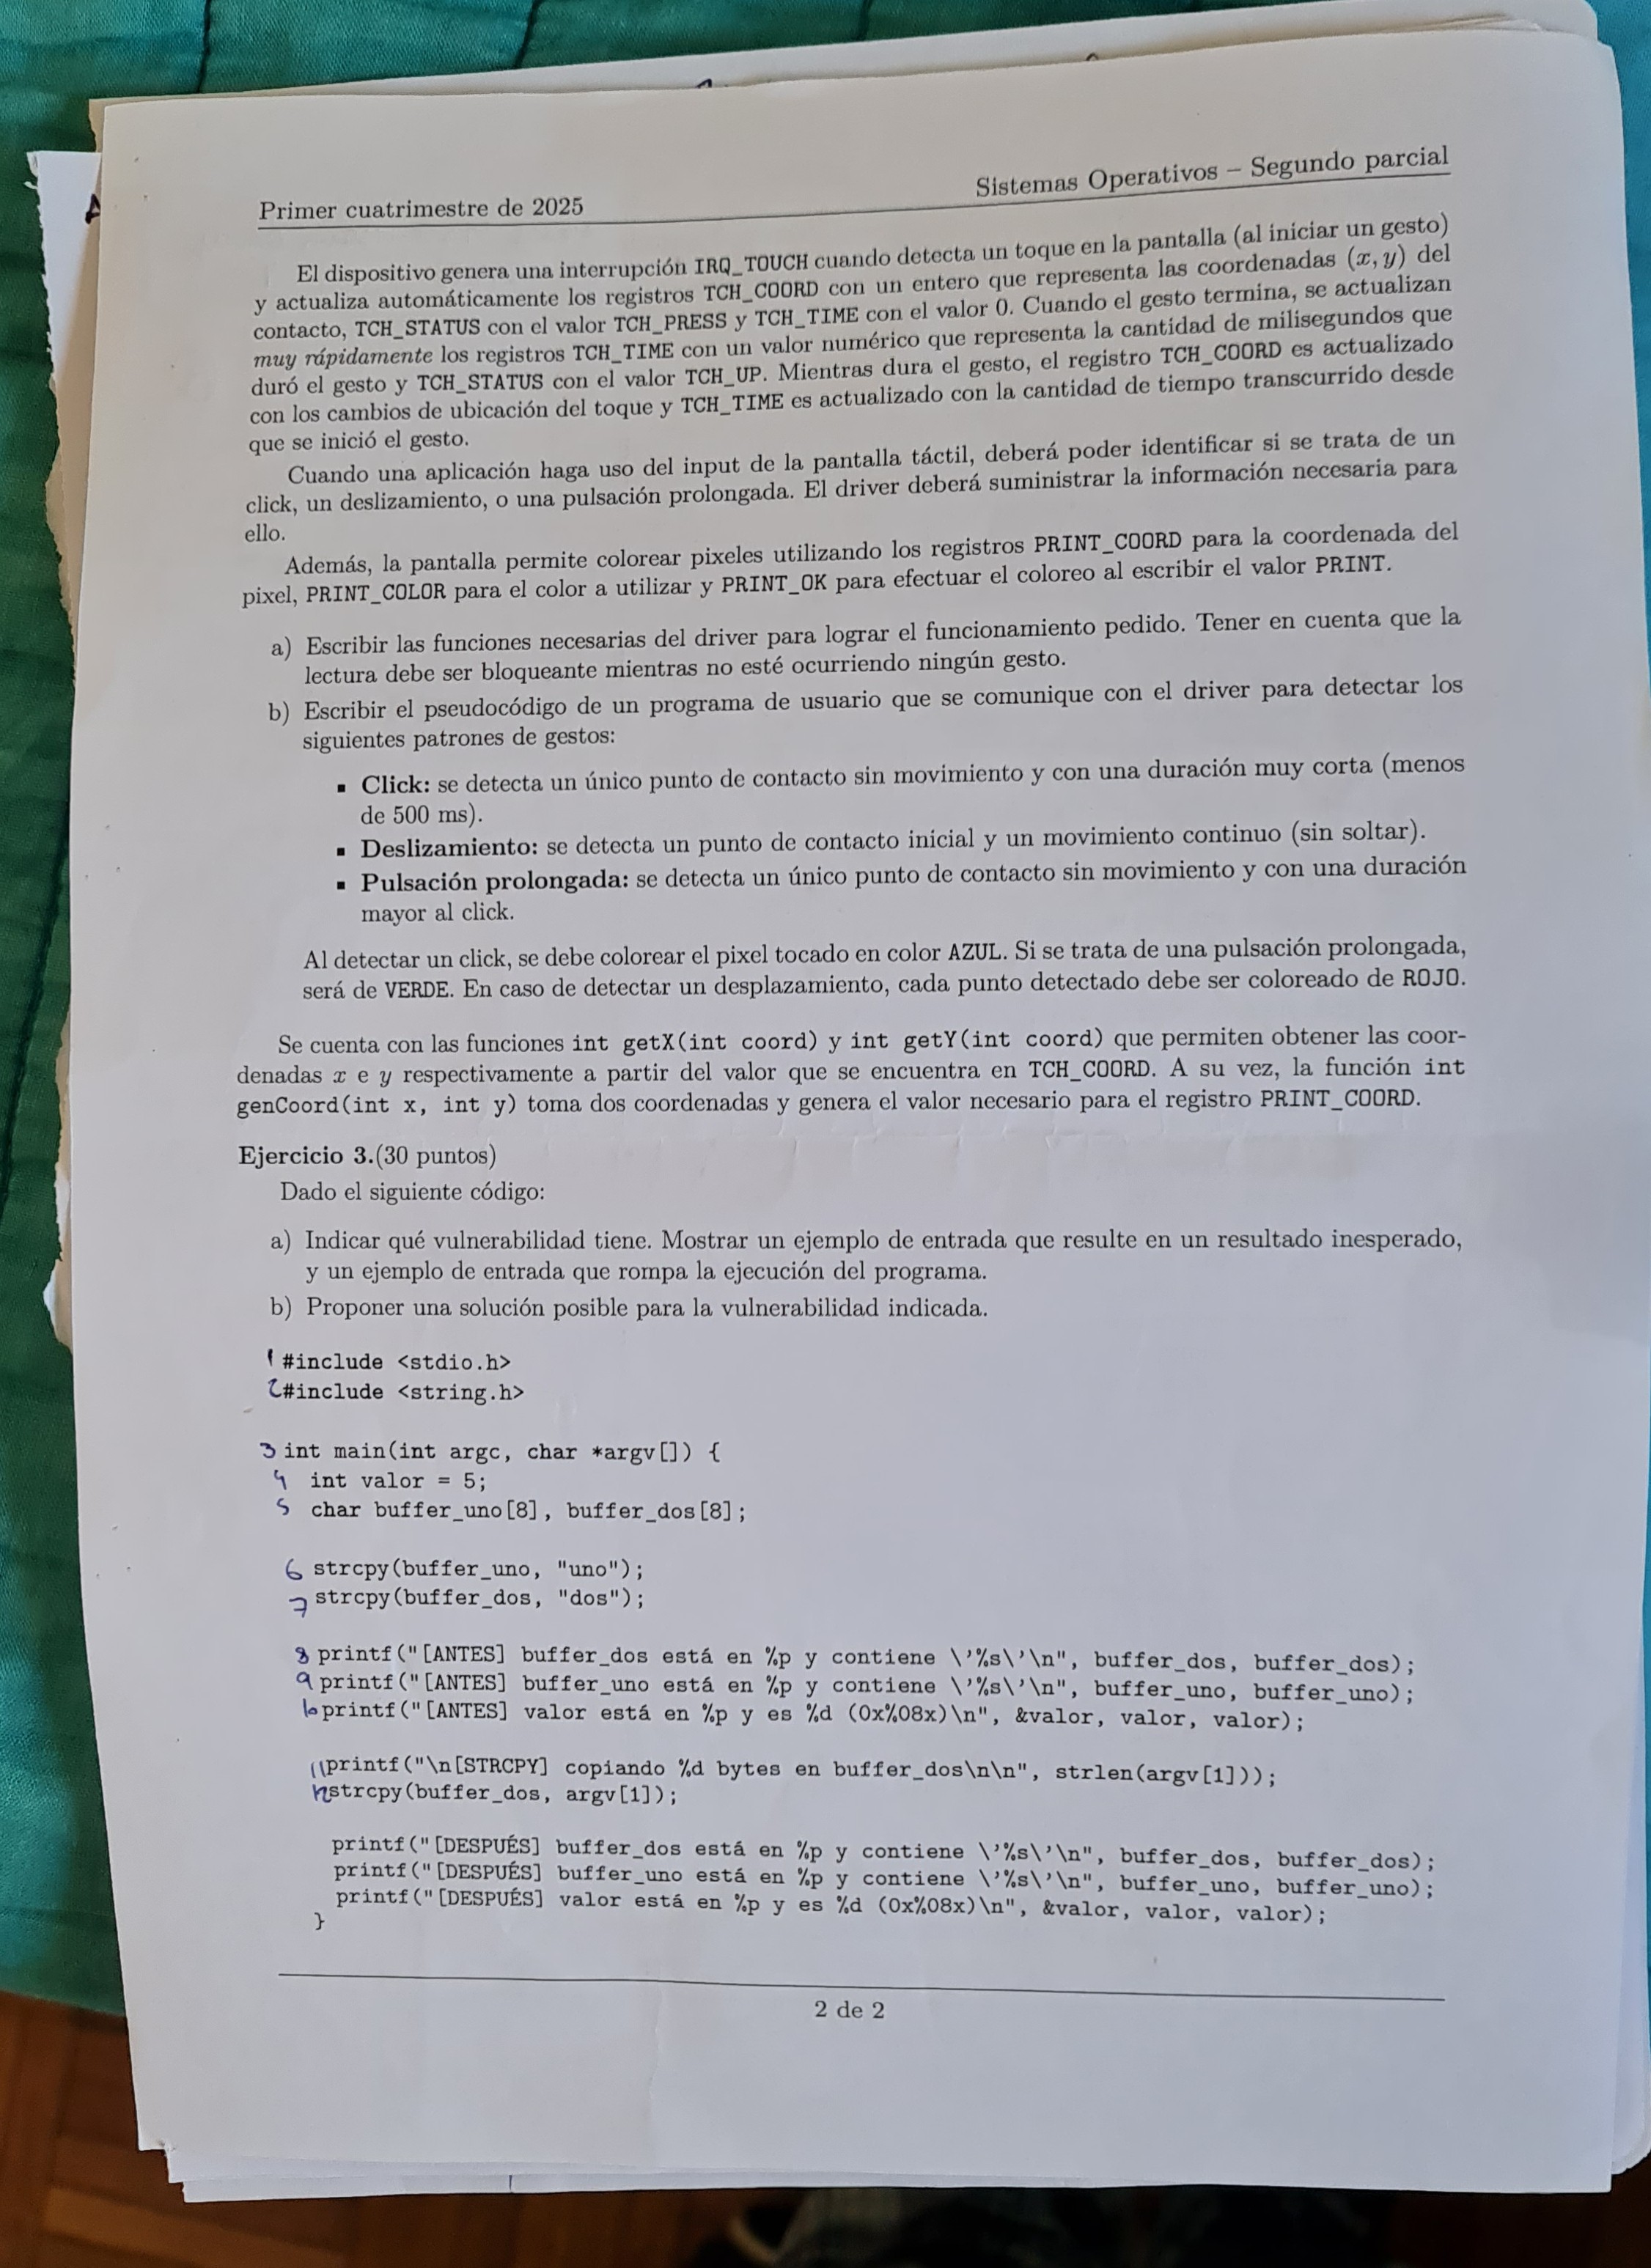 Primer cuatrimestre de 2025
Sistemas Operativos – Segundo parcial
El dispositivo genera una interrupción IRQ_TOUCH cuando detecta un toque en la pantalla (al iniciar un gesto)
y actualiza automáticamente los registros TCH_COORD con un entero que representa las coordenadas (x, y) del
contacto, TCH_STATUS con el valor TCH_PRESS y TCH_TIME con el valor 0. Cuando el gesto termina, se actualizan
muy rápidamente los registros TCH_TIME con un valor numérico que representa la cantidad de milisegundos que
duró el gesto y TCH_STATUS con el valor TCH_UP. Mientras dura el gesto, el registro TCH_COORD es actualizado
con los cambios de ubicación del toque y TCH_TIME es actualizado con la cantidad de tiempo transcurrido desde
que se inició el gesto.
Cuando una aplicación haga uso del input de la pantalla táctil, deberá poder identificar si se trata de un
click, un deslizamiento, o una pulsación prolongada. El driver deberá suministrar la información necesaria para
ello.
Además, la pantalla permite colorear pixeles utilizando los registros PRINT_COORD para la coordenada del
pixel, PRINT_COLOR para el color a utilizar y PRINT_OK para efectuar el coloreo al escribir el valor PRINT.
a) Escribir las funciones necesarias del driver para lograr el funcionamiento pedido. Tener en cuenta que la
lectura debe ser bloqueante mientras no esté ocurriendo ningún gesto.
b) Escribir el pseudocódigo de un programa de usuario que se comunique con el driver para detectar los
siguientes patrones de gestos:
▪ Click: se detecta un único punto de contacto sin movimiento y con una duración muy corta (menos
de 500 ms).
▪ Deslizamiento: se detecta un punto de contacto inicial y un movimiento continuo (sin soltar).
▪ Pulsación prolongada: se detecta un único punto de contacto sin movimiento y con una duración
mayor al click.
Al detectar un click, se debe colorear el pixel tocado en color AZUL. Si se trata de una pulsación prolongada,
será de VERDE. En caso de detectar un desplazamiento, cada punto detectado debe ser coloreado de ROJO.
Se cuenta con las funciones int getX(int coord) y int getY(int coord) que permiten obtener las coor-
denadas x e y respectivamente a partir del valor que se encuentra en TCH_COORD. A su vez, la función int
genCoord(int x, int y) toma dos coordenadas y genera el valor necesario para el registro PRINT_COORD.
Ejercicio 3.(30 puntos)
Dado el siguiente código:
a) Indicar qué vulnerabilidad tiene. Mostrar un ejemplo de entrada que resulte en un resultado inesperado,
y un ejemplo de entrada que rompa la ejecución del programa.
b) Proponer una solución posible para la vulnerabilidad indicada.
1 #include <stdio.h>
2 #include <string.h>
3 int main(int argc, char *argv[]) {
4 int valor = 5;
5 char buffer_uno[8], buffer_dos[8];
6 strcpy(buffer_uno, "uno");
7 strcpy(buffer_dos, "dos");
8 printf("[ANTES] buffer_dos está en %p y contiene \'%s\'\n", buffer_dos, buffer_dos);
9 printf("[ANTES] buffer_uno está en %p y contiene \'%s\'\n", buffer_uno, buffer_uno);
10 printf("[ANTES] valor está en %p y es %d (0x%08x)\n", &valor, valor, valor);
11 printf("\n[STRCPY] copiando %d bytes en buffer_dos\n\n", strlen(argv[1]));
12 strcpy(buffer_dos, argv[1]);
printf("[DESPUÉS] buffer_dos está en %p y contiene \'%s\'\n", buffer_dos, buffer_dos);
printf("[DESPUÉS] buffer_uno está en %p y contiene \'%s\'\n", buffer_uno, buffer_uno);
printf("[DESPUÉS] valor está en %p y es %d (0x%08x)\n", &valor, valor, valor);
}
2 de 2